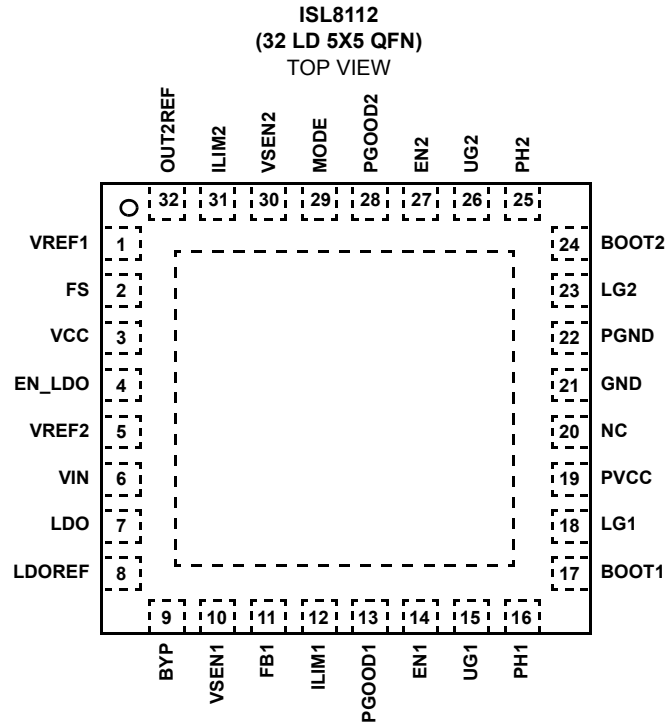 ISL8112
(32 LD 5X5 QFN)
TOP VIEW
OUT2REF
ILIM2
VSEN2
MODE
PGOOD2
EN2
UG2
PH2
32 31 30 29 28 27 26 25
VREF1 1
FS 2
VCC 3
EN_LDO 4
VREF2 5
VIN 6
LDO 7
LDOREF 8
24 BOOT2
23 LG2
22 PGND
21 GND
20 NC
19 PVCC
18 LG1
17 BOOT1
9 10 11 12 13 14 15 16
BYP
VSEN1
FB1
ILIM1
PGOOD1
EN1
UG1
PH1